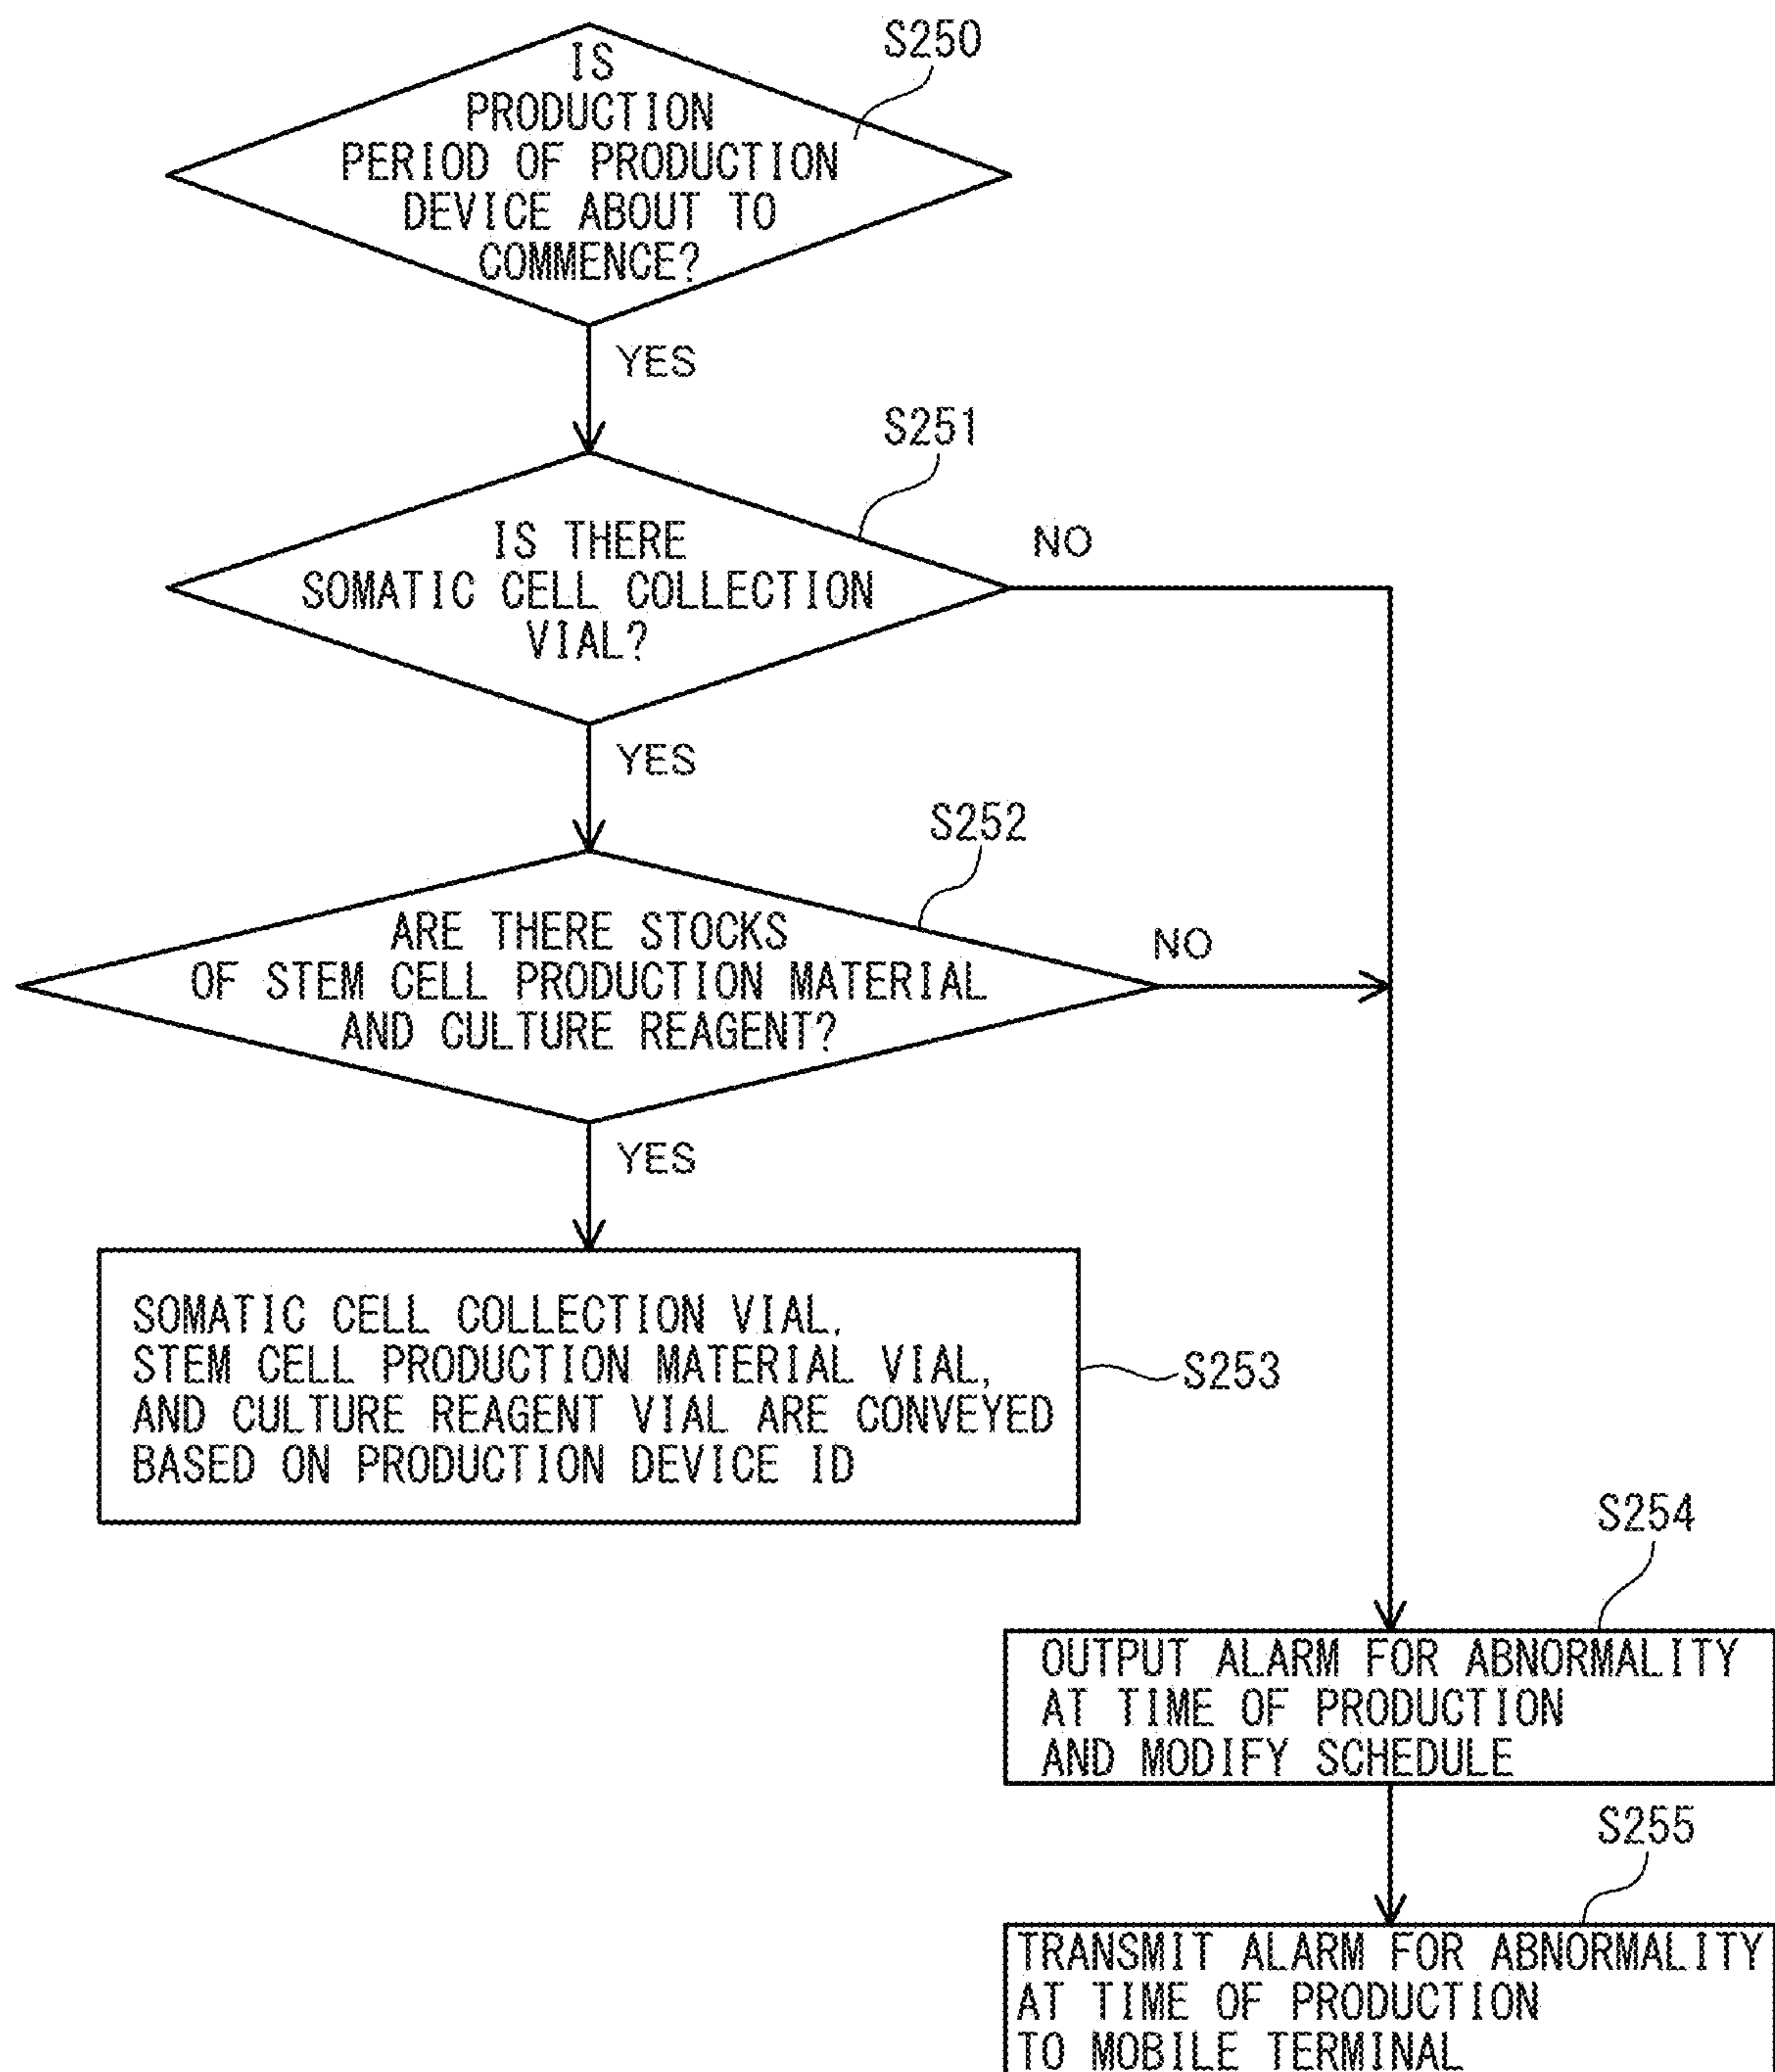 S250
IS
PRODUCTION
PERIOD OF PRODUCTION
DEVICE ABOUT TO
COMMENCE?
YES
S251
IS THERE
SOMATIC CELL COLLECTION
VIAL?
NO
YES
S252
ARE THERE STOCKS
OF STEM CELL PRODUCTION MATERIAL
AND CULTURE REAGENT?
NO
YES
SOMATIC CELL COLLECTION VIAL,
STEM CELL PRODUCTION MATERIAL VIAL,
AND CULTURE REAGENT VIAL ARE CONVEYED
BASED ON PRODUCTION DEVICE ID
S253
S254
OUTPUT ALARM FOR ABNORMALITY
AT TIME OF PRODUCTION
AND MODIFY SCHEDULE
S255
TRANSMIT ALARM FOR ABNORMALITY
AT TIME OF PRODUCTION
TO MOBILE TERMINAL